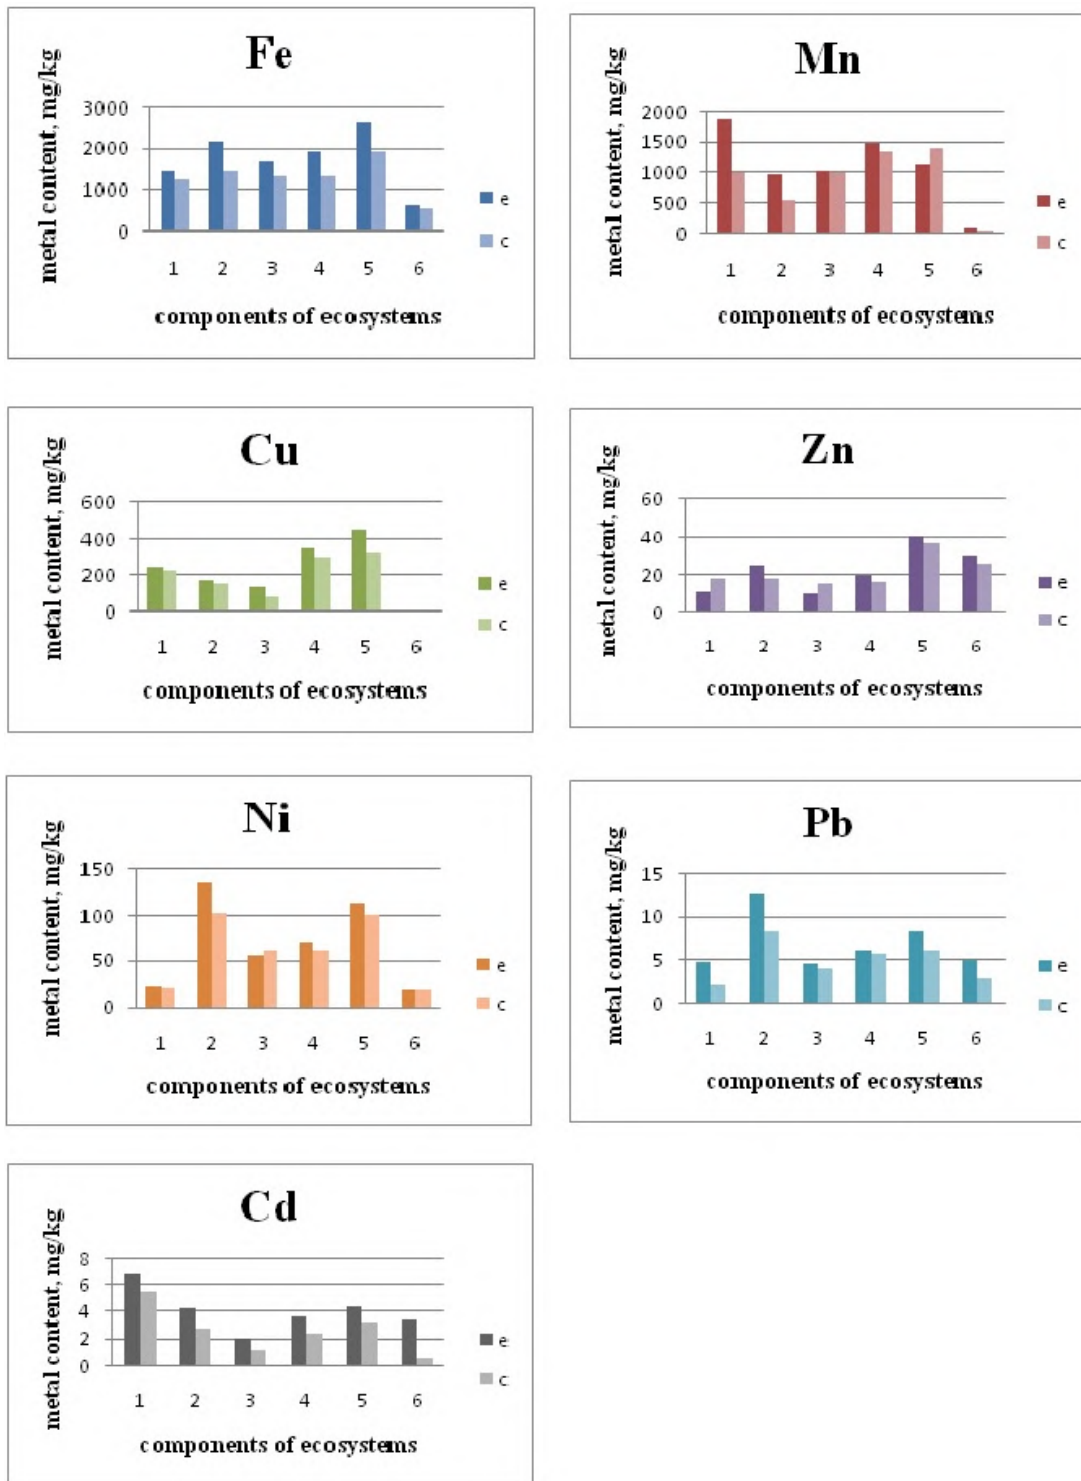 Fe
metal content, mg/kg
3000
2000
1000
0
1 2 3 4 5 6
e
c
components of ecosystems
Mn
metal content, mg/kg
2000
1500
1000
500
0
1 2 3 4 5 6
e
c
components of ecosystems
Cu
metal content, mg/kg
600
400
200
0
1 2 3 4 5 6
e
c
components of ecosystems
Zn
metal content, mg/kg
60
40
20
0
1 2 3 4 5 6
e
c
components of ecosystems
Ni
metal content, mg/kg
150
100
50
0
1 2 3 4 5 6
e
c
components of ecosystems
Pb
metal content, mg/kg
15
10
5
0
1 2 3 4 5 6
e
c
components of ecosystems
Cd
metal content, mg/kg
8
6
4
2
0
1 2 3 4 5 6
e
c
components of ecosystems